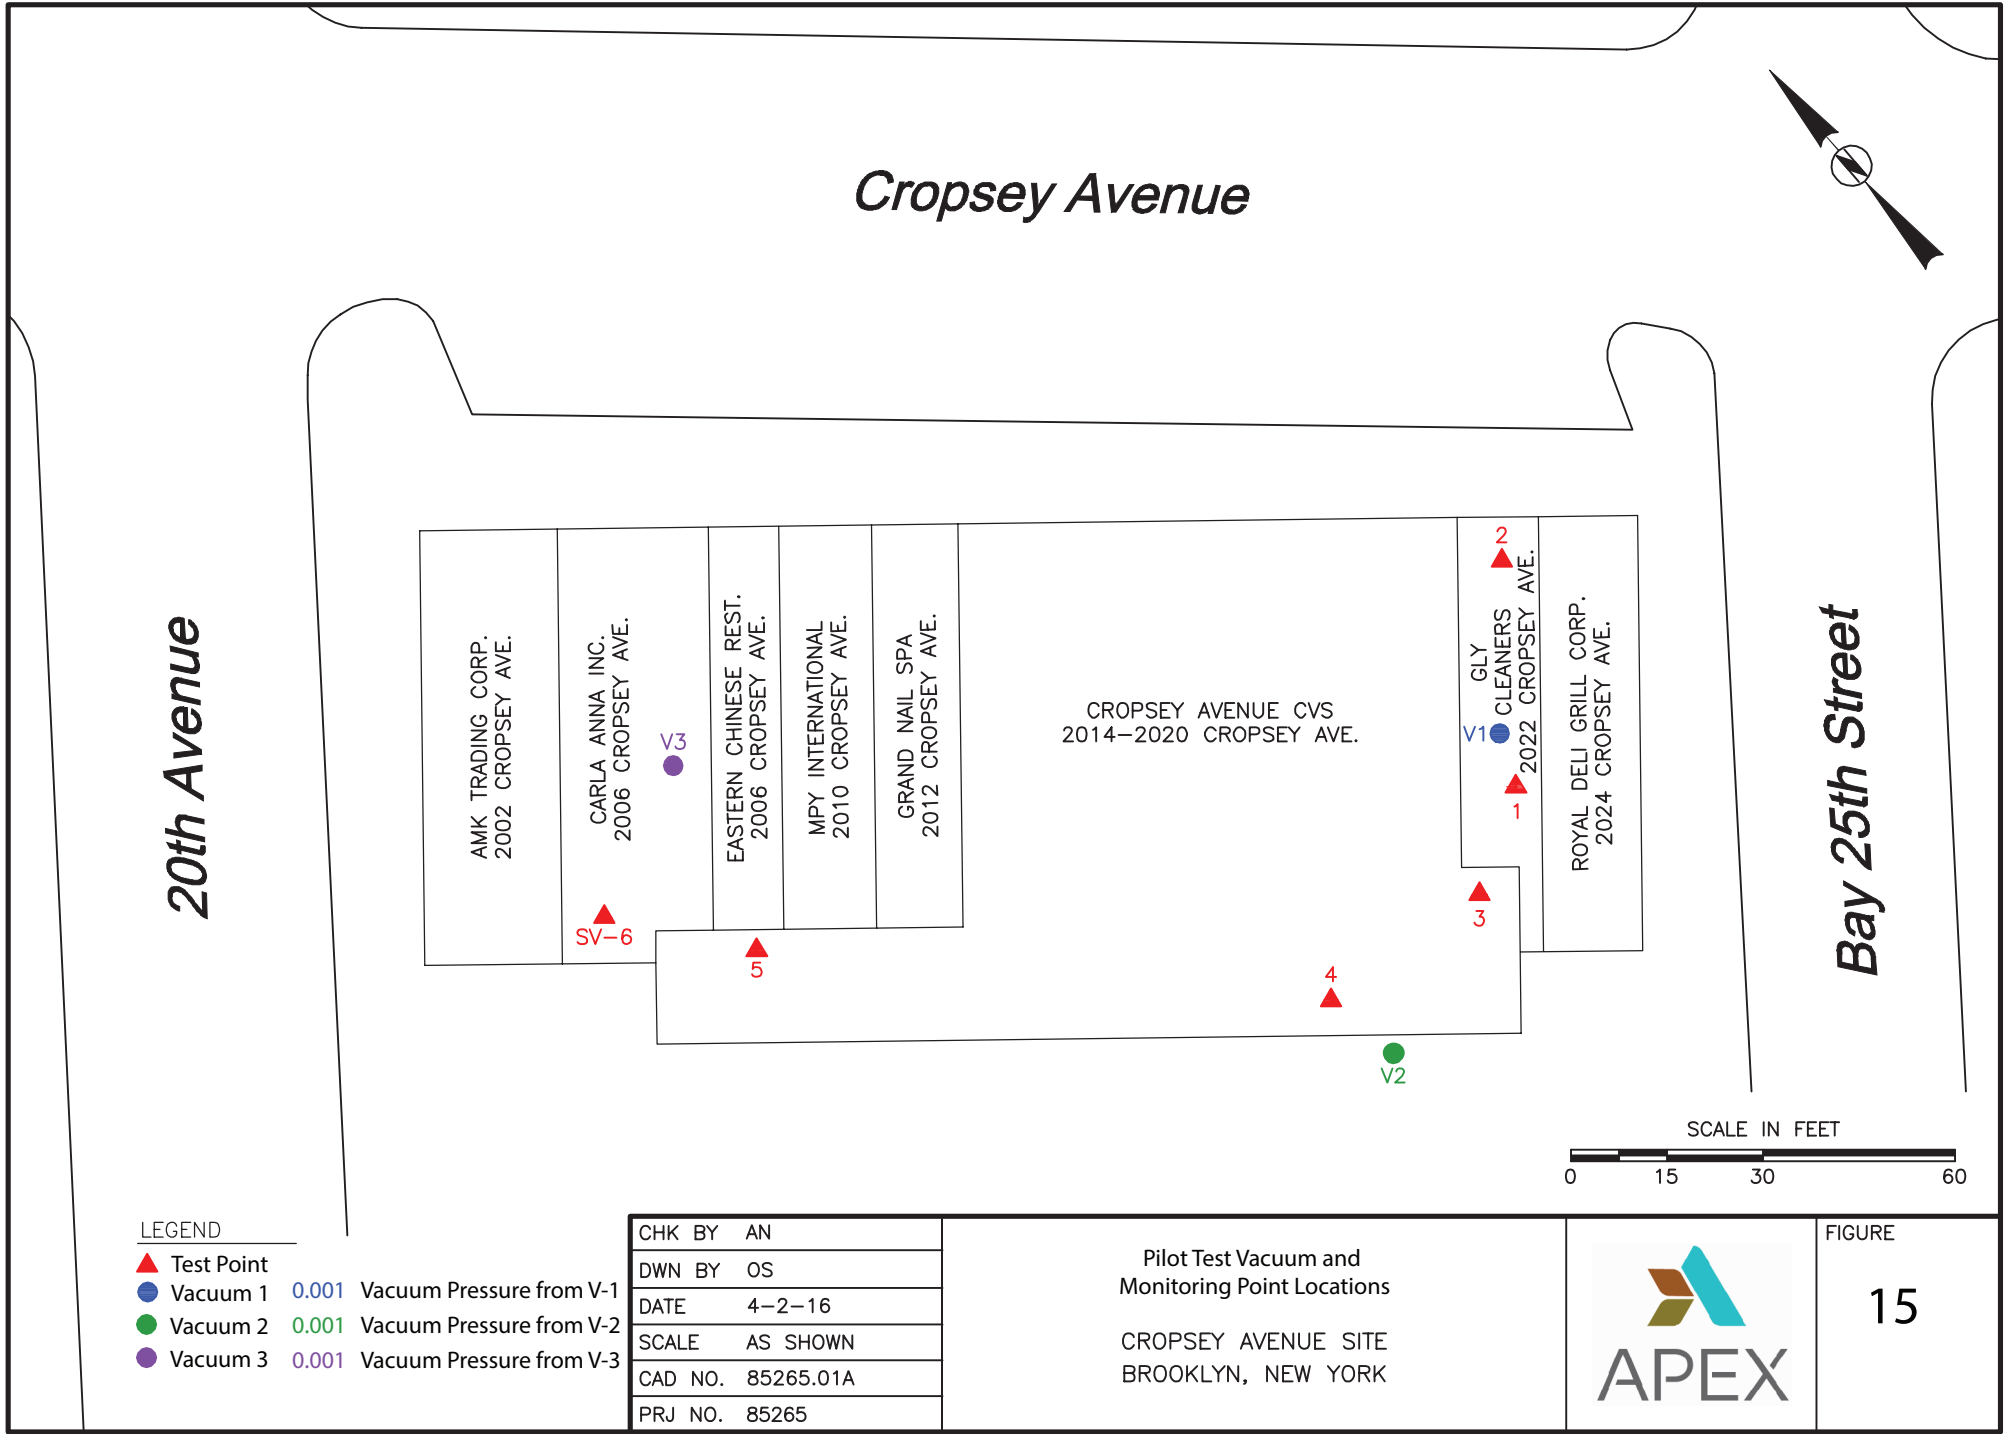 Cropsey Avenue
20th Avenue
Bay 25th Street
AMK TRADING CORP.
2002 CROPSEY AVE.
CARLA ANNA INC.
2006 CROPSEY AVE.
V3
SV-6
EASTERN CHINESE REST.
2006 CROPSEY AVE.
5
MPY INTERNATIONAL
2010 CROPSEY AVE.
GRAND NAIL SPA
2012 CROPSEY AVE.
CROPSEY AVENUE CVS
2014-2020 CROPSEY AVE.
4
3
V2
2
GLY
CLEANERS
2022 CROPSEY AVE.
V1
1
ROYAL DELI GRILL CORP.
2024 CROPSEY AVE.
SCALE IN FEET
0 15 30 60
LEGEND
Test Point
Vacuum 1 0.001 Vacuum Pressure from V-1
Vacuum 2 0.001 Vacuum Pressure from V-2
Vacuum 3 0.001 Vacuum Pressure from V-3
CHK BY AN
DWN BY OS
DATE 4-2-16
SCALE AS SHOWN
CAD NO. 85265.01A
PRJ NO. 85265
Pilot Test Vacuum and
Monitoring Point Locations
CROPSEY AVENUE SITE
BROOKLYN, NEW YORK
APEX
FIGURE
15